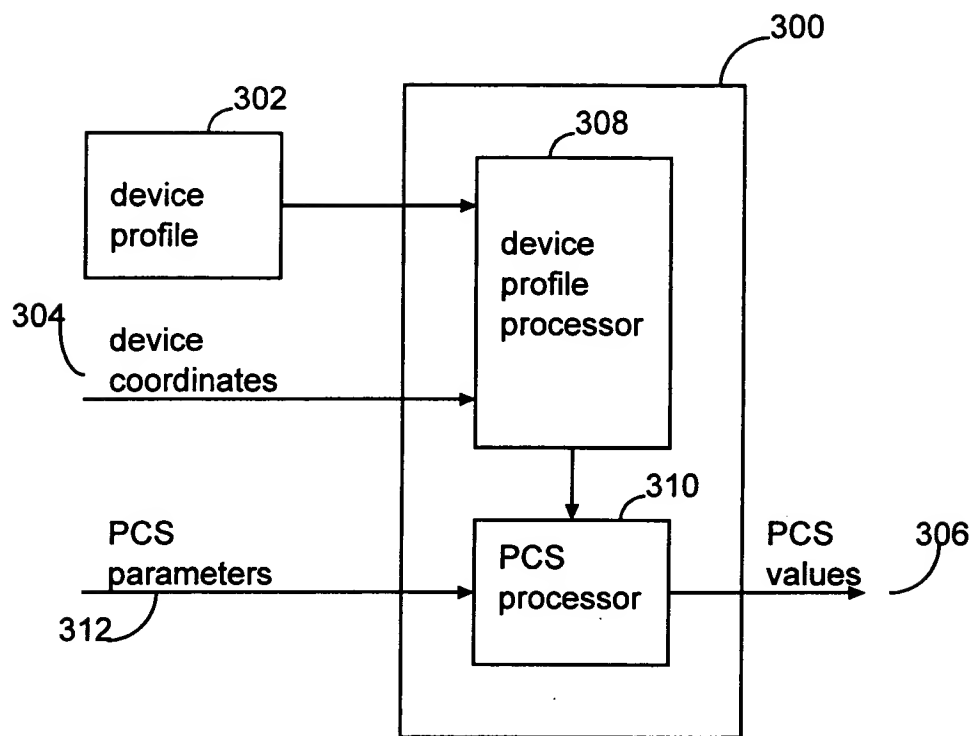 300
302
308
device
profile
device
profile
processor
304
device
coordinates
310
PCS
parameters
PCS
processor
PCS
values
306
312